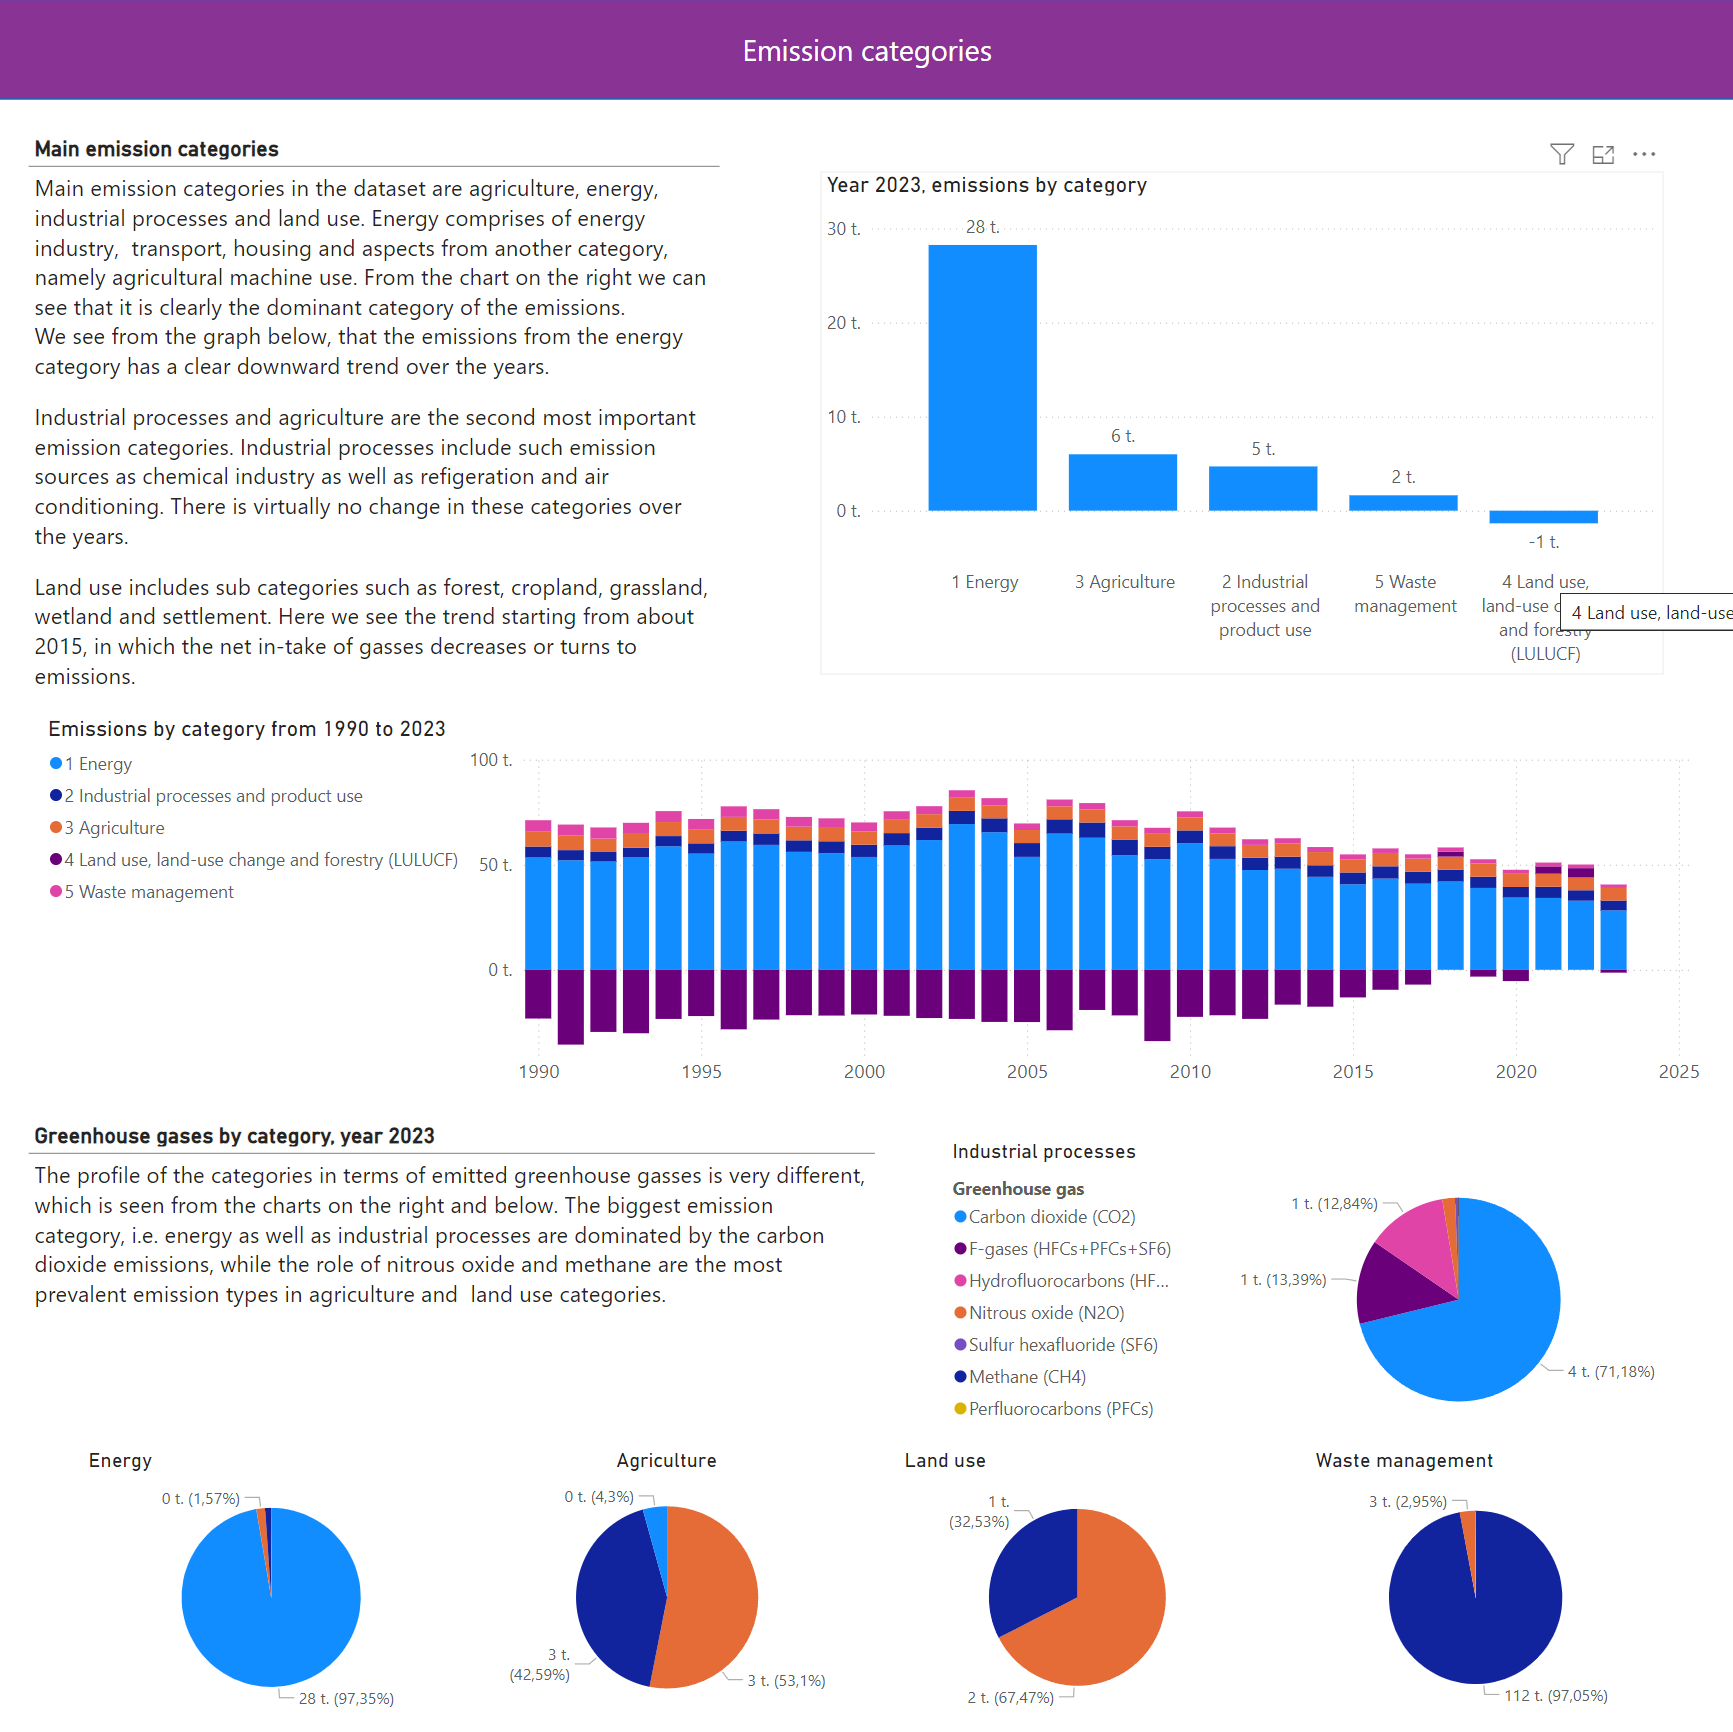 Emission categories
Main emission categories
Main emission categories in the dataset are agriculture, energy,
industrial processes and land use. Energy comprises of energy
industry,  transport, housing and aspects from another category,
namely agricultural machine use. From the chart on the right we can
see that it is clearly the dominant category of the emissions.
We see from the graph below, that the emissions from the energy
category has a clear downward trend over the years.
Industrial processes and agriculture are the second most important
emission categories. Industrial processes include such emission
sources as chemical industry as well as refigeration and air
conditioning. There is virtually no change in these categories over
the years.
Land use includes sub categories such as forest, cropland, grassland,
wetland and settlement. Here we see the trend starting from about
2015, in which the net in-take of gasses decreases or turns to
emissions.
Year 2023, emissions by category
30 t.
20 t.
10 t.
0 t.
28 t.
6 t.
5 t.
2 t.
-1 t.
1 Energy
3 Agriculture
2 Industrial
processes and
product use
5 Waste
management
4 Land use,
land-use
and forestry
(LULUCF)
4 Land use, land-use
Emissions by category from 1990 to 2023
1 Energy
2 Industrial processes and product use
3 Agriculture
4 Land use, land-use change and forestry (LULUCF)
5 Waste management
100 t.
50 t.
0 t.
1990 1995 2000 2005 2010 2015 2020 2025
Greenhouse gases by category, year 2023
The profile of the categories in terms of emitted greenhouse gasses is very different,
which is seen from the charts on the right and below. The biggest emission
category, i.e. energy as well as industrial processes are dominated by the carbon
dioxide emissions, while the role of nitrous oxide and methane are the most
prevalent emission types in agriculture and  land use categories.
Industrial processes
Greenhouse gas
Carbon dioxide (CO2)
F-gases (HFCs+PFCs+SF6)
Hydrofluorocarbons (HF...
Nitrous oxide (N2O)
Sulfur hexafluoride (SF6)
Methane (CH4)
Perfluorocarbons (PFCs)
1 t. (12,84%)
1 t. (13,39%)
4 t. (71,18%)
Energy
0 t. (1,57%)
28 t. (97,35%)
Agriculture
0 t. (4,3%)
3 t.
(42,59%)
3 t. (53,1%)
Land use
1 t.
(32,53%)
2 t. (67,47%)
Waste management
3 t. (2,95%)
112 t. (97,05%)